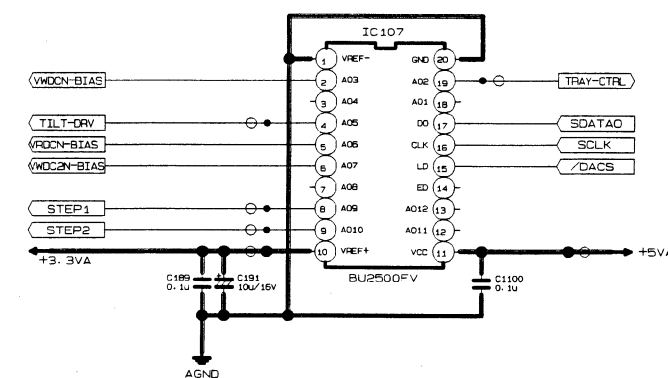 IC107
1 VREF- GND 20
VWDCN-BIAS 2 AO3 AO2 19 TRAY-CTRL
3 AO4 AO1 18
TILT-DRV 4 AO5 DO 17 SDATAO
VRDCN-BIAS 5 AO6 CLK 16 SCLK
VWDC2N-BIAS 6 AO7 LD 15 /DACS
7 AO8 ED 14
STEP1 8 AO9 AO12 13
STEP2 9 AO10 AO11 12
+3.3VA 10 VREF+ VCC 11 +5VA
BU2500FV
C189
0.1u
C191
10u/16V
C1100
0.1u
AGND